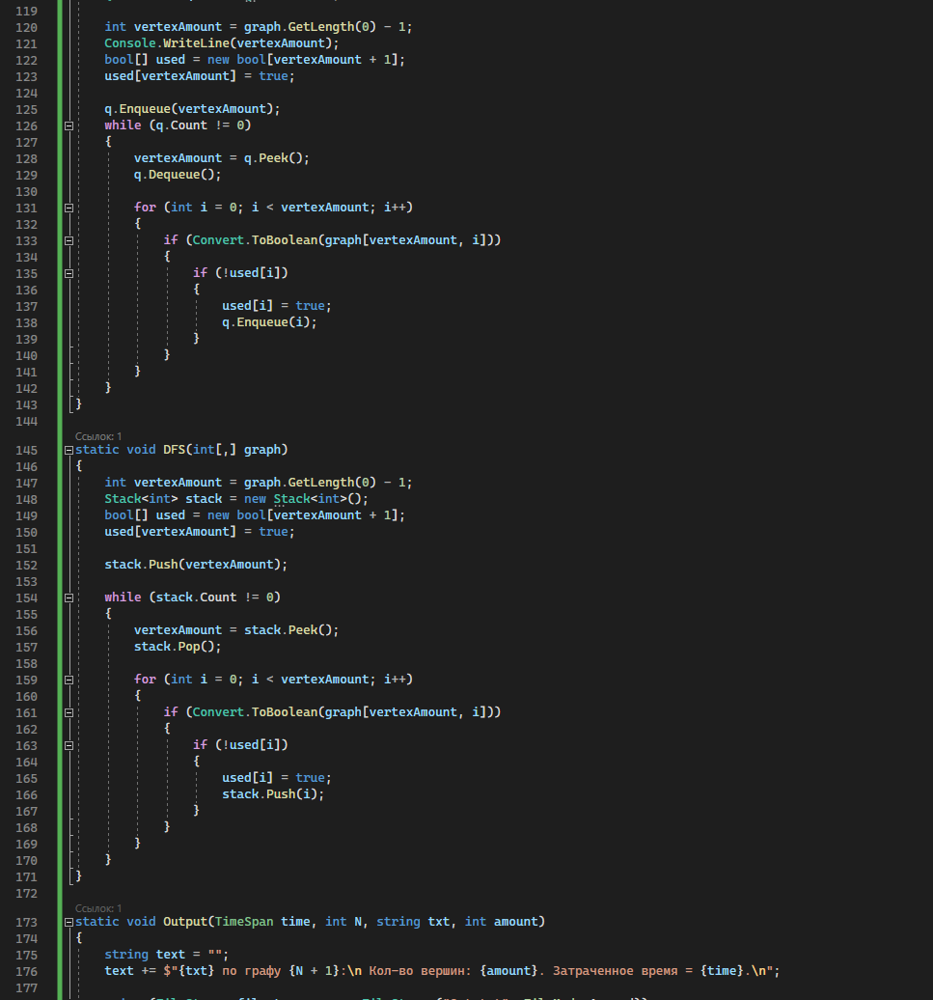 119
120 int vertexAmount = graph.GetLength(0) - 1;
121 Console.WriteLine(vertexAmount);
122 bool[] used = new bool[vertexAmount + 1];
123 used[vertexAmount] = true;
124
125 q.Enqueue(vertexAmount);
126 while (q.Count != 0)
127 {
128 vertexAmount = q.Peek();
129 q.Dequeue();
130
131 for (int i = 0; i < vertexAmount; i++)
132 {
133 if (Convert.ToBoolean(graph[vertexAmount, i]))
134 {
135 if (!used[i])
136 {
137 used[i] = true;
138 q.Enqueue(i);
139 }
140 }
141 }
142 }
143 }
144
Ссылок: 1
145 static void DFS(int[,] graph)
146 {
147 int vertexAmount = graph.GetLength(0) - 1;
148 Stack<int> stack = new Stack<int>();
149 bool[] used = new bool[vertexAmount + 1];
150 used[vertexAmount] = true;
151
152 stack.Push(vertexAmount);
153
154 while (stack.Count != 0)
155 {
156 vertexAmount = stack.Peek();
157 stack.Pop();
158
159 for (int i = 0; i < vertexAmount; i++)
160 {
161 if (Convert.ToBoolean(graph[vertexAmount, i]))
162 {
163 if (!used[i])
164 {
165 used[i] = true;
166 stack.Push(i);
167 }
168 }
169 }
170 }
171 }
172
Ссылок: 1
173 static void Output(TimeSpan time, int N, string txt, int amount)
174 {
175 string text = "";
176 text += $"{txt} по графу {N + 1}:\n Кол-во вершин: {amount}. Затраченное время = {time}.\n";
177